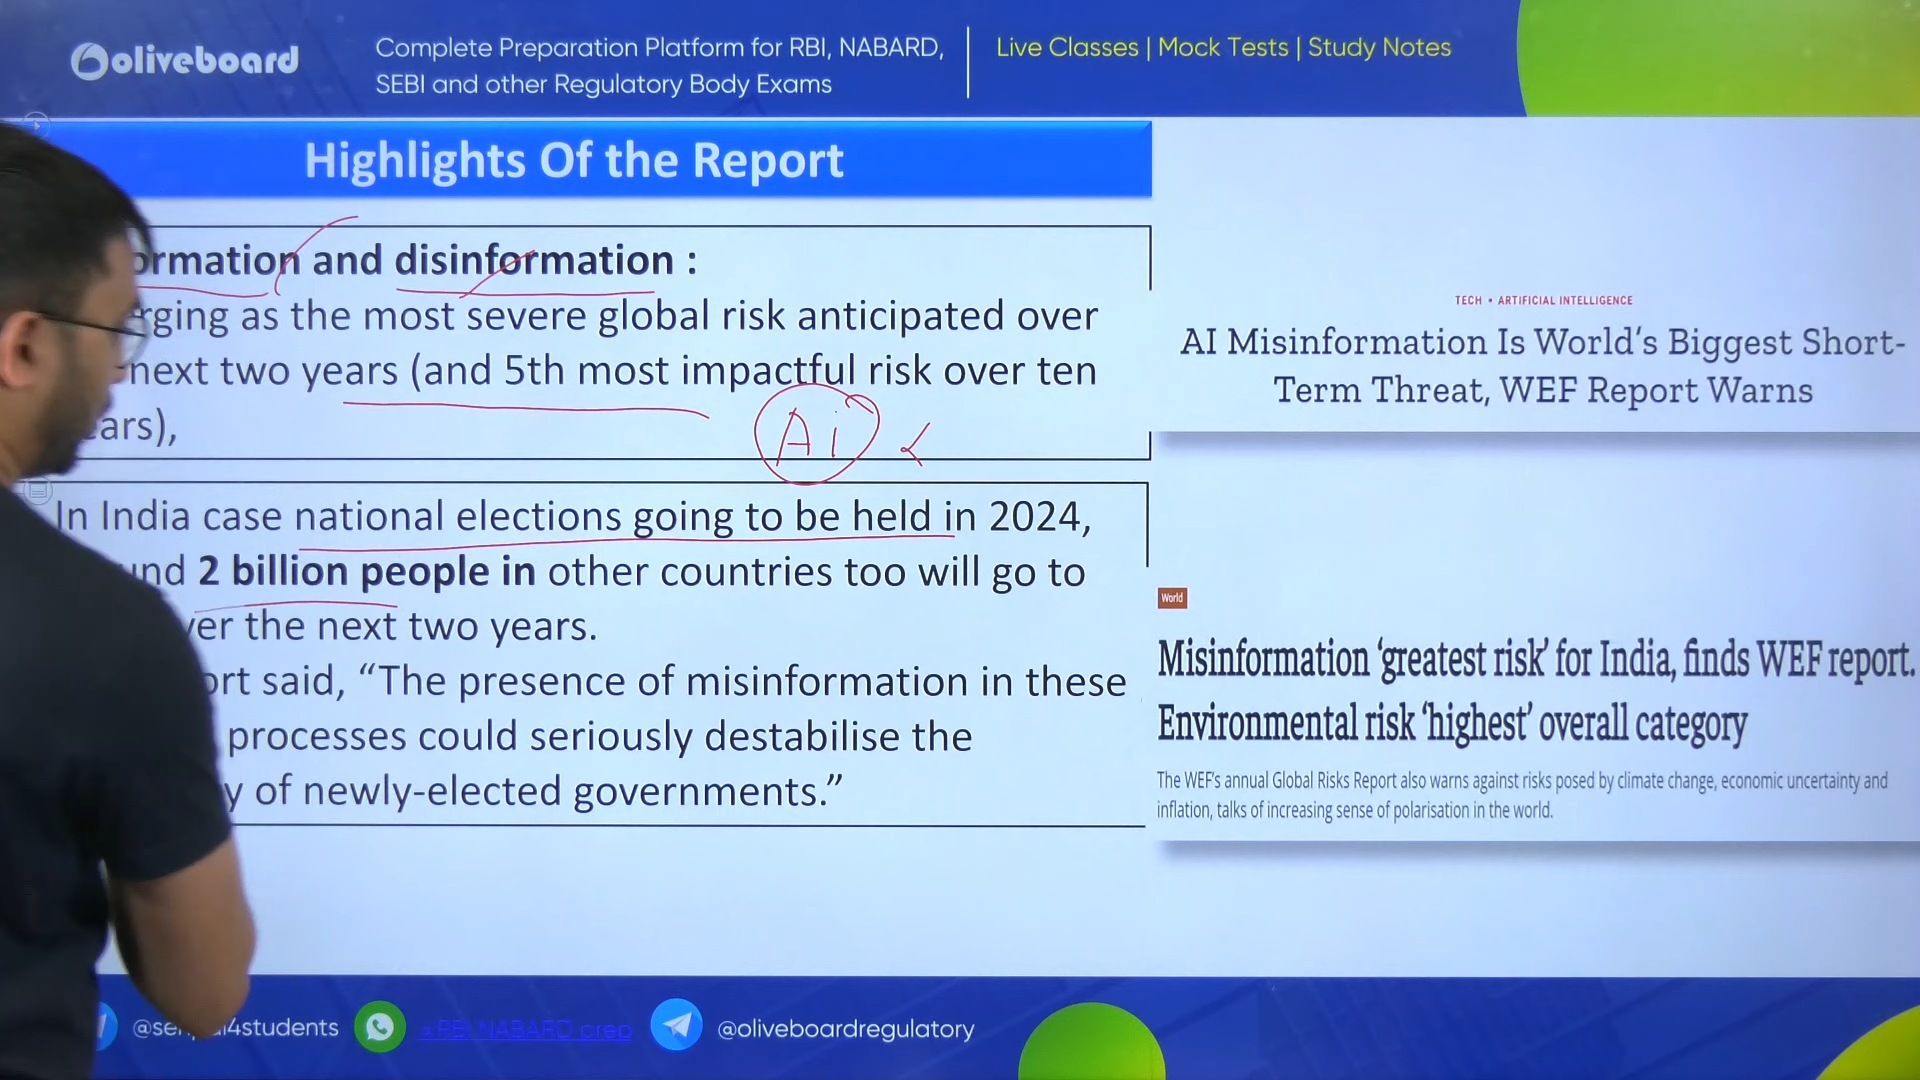 oliveboard
Complete Preparation Platform for RBI, NABARD,
SEBI and other Regulatory Body Exams
Live Classes | Mock Tests | Study Notes
Highlights Of the Report
and disinformation :
as the most severe global risk anticipated over
next two years (and 5th most impactful risk over ten
Ai
In India case national elections going to be held in 2024,
2 billion people in other countries too will go to
the next two years.
said, “The presence of misinformation in these
processes could seriously destabilise the
of newly-elected governments.”
TECH • ARTIFICIAL INTELLIGENCE
AI Misinformation Is World’s Biggest Short-
Term Threat, WEF Report Warns
World
Misinformation ‘greatest risk’ for India, finds WEF report.
Environmental risk ‘highest’ overall category
The WEF’s annual Global Risks Report also warns against risks posed by climate change, economic uncertainty and
inflation, talks of increasing sense of polarisation in the world.
RBI NABARD prep
@oliveboardregulatory